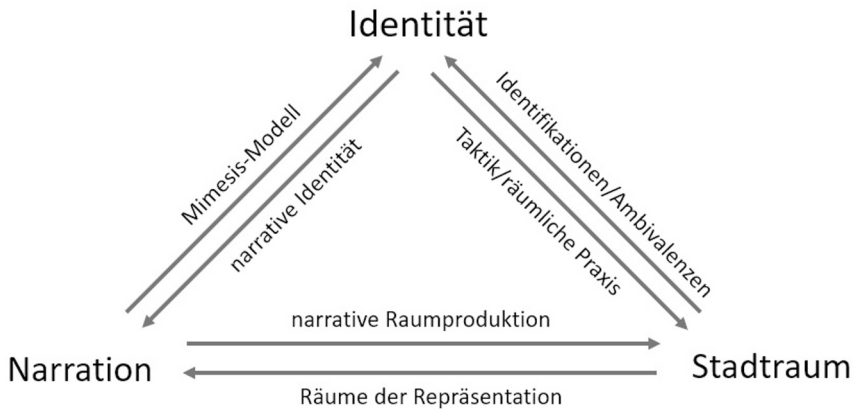 Identität
Mimesis-Modell
narrative Identität
Identifikationen/Ambivalenzen
Taktik/räumliche Praxis
narrative Raumproduktion
Narration
Stadtraum
Räume der Repräsentation